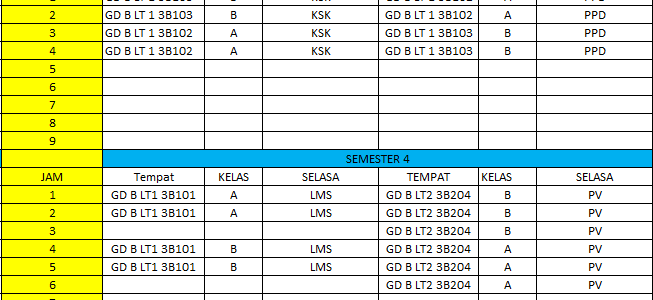 2 GD B LT 1 3B103 B KSK GD B LT 1 3B102 A PPD
3 GD B LT 1 3B102 A KSK GD B LT 1 3B103 B PPD
4 GD B LT 1 3B102 A KSK GD B LT 1 3B103 B PPD
5
6
7
8
9
SEMESTER 4
JAM Tempat KELAS SELASA TEMPAT KELAS SELASA
1 GD B LT1 3B101 A LMS GD B LT2 3B204 B PV
2 GD B LT1 3B101 A LMS GD B LT2 3B204 B PV
3 GD B LT2 3B204 B PV
4 GD B LT1 3B101 B LMS GD B LT2 3B204 A PV
5 GD B LT1 3B101 B LMS GD B LT2 3B204 A PV
6 GD B LT2 3B204 A PV